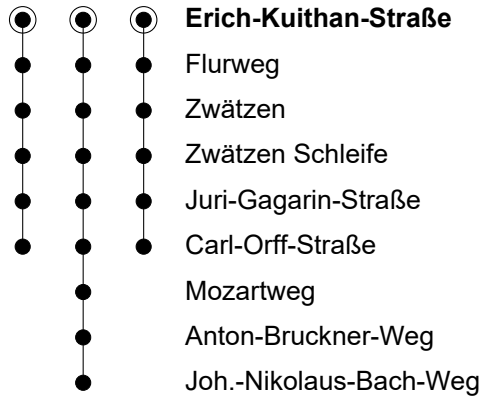 Erich-Kuithan-Straße
Flurweg
Zwätzen
Zwätzen Schleife
Juri-Gagarin-Straße
Carl-Orff-Straße
Mozartweg
Anton-Bruckner-Weg
Joh.-Nikolaus-Bach-Weg